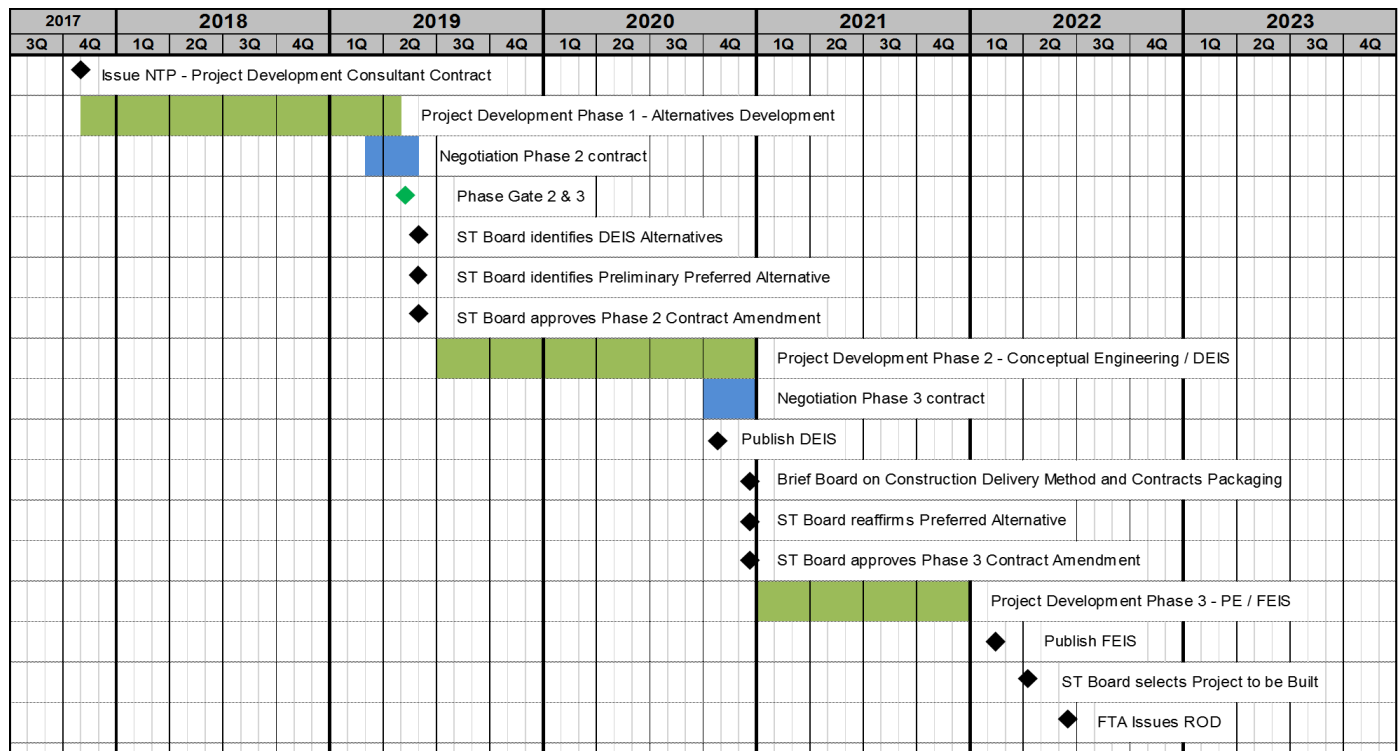 2017 2018 2019 2020 2021 2022 2023
3Q 4Q 1Q 2Q 3Q 4Q 1Q 2Q 3Q 4Q 1Q 2Q 3Q 4Q 1Q 2Q 3Q 4Q 1Q 2Q 3Q 4Q 1Q 2Q 3Q 4Q
Issue NTP - Project Development Consultant Contract
Project Development Phase 1 - Alternatives Development
Negotiation Phase 2 contract
Phase Gate 2 & 3
ST Board identifies DEIS Alternatives
ST Board identifies Preliminary Preferred Alternative
ST Board approves Phase 2 Contract Amendment
Project Development Phase 2 - Conceptual Engineering / DEIS
Negotiation Phase 3 contract
Publish DEIS
Brief Board on Construction Delivery Method and Contracts Packaging
ST Board reaffirms Preferred Alternative
ST Board approves Phase 3 Contract Amendment
Project Development Phase 3 - PE / FEIS
Publish FEIS
ST Board selects Project to be Built
FTA Issues ROD